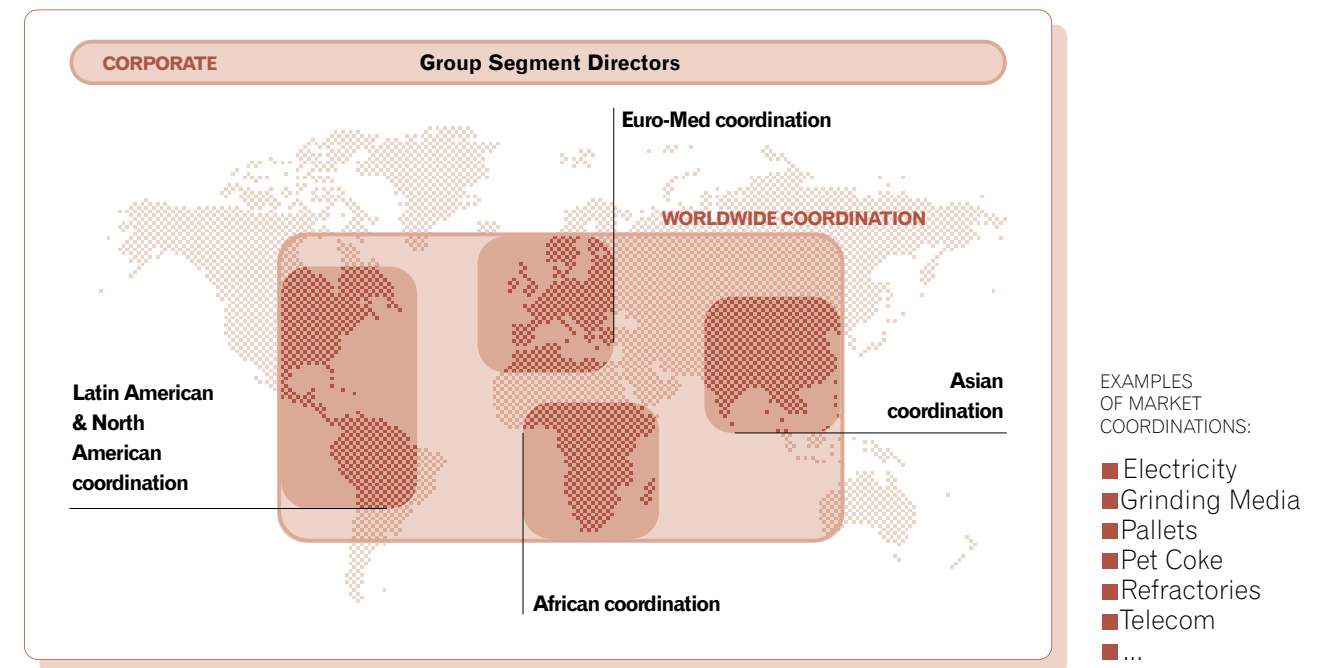 CORPORATE Group Segment Directors
Euro-Med coordination
WORLDWIDE COORDINATION
Latin American
& North
American
coordination
Asian
coordination
African coordination
EXAMPLES
OF MARKET
COORDINATIONS:
Electricity
Grinding Media
Pallets
Pet Coke
Refractories
Telecom
...